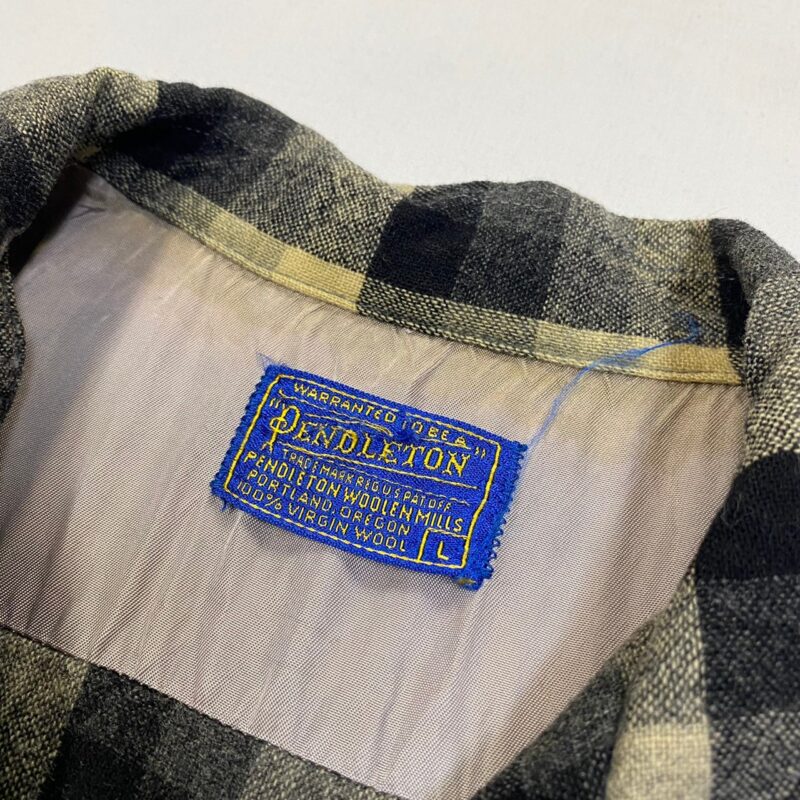 WARRANTED TO BE A
"PENDLETON"
TRADE MARK REG. U.S. PAT. OFF.
PENDLETON WOOLEN MILLS
PORTLAND, OREGON
100% VIRGIN WOOL
L